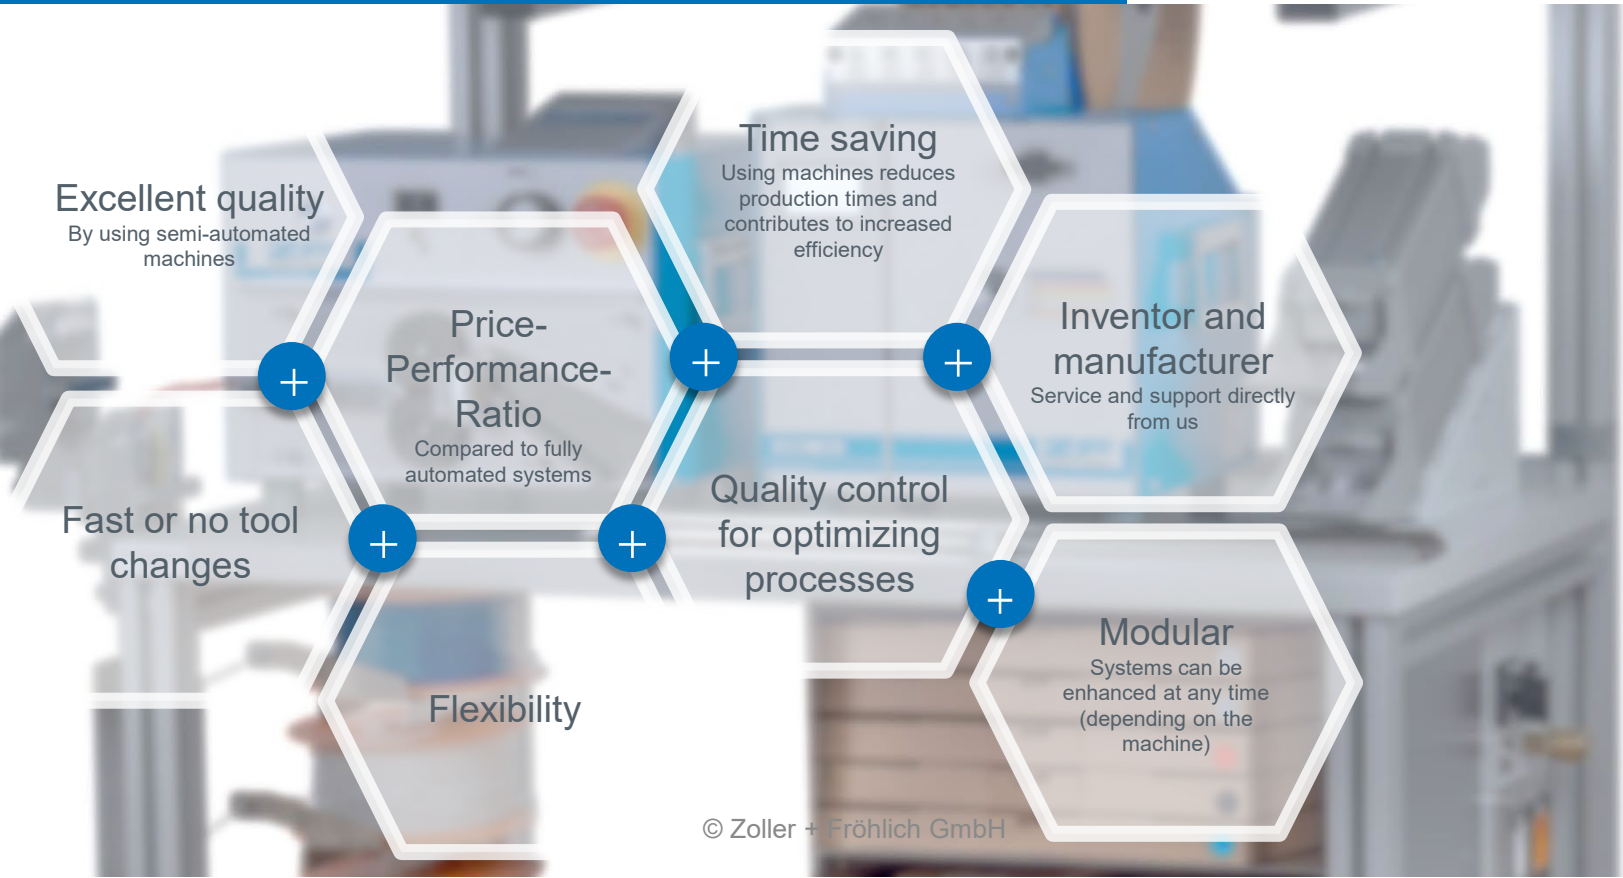 Excellent quality
By using semi-automated
machines
Time saving
Using machines reduces
production times and
contributes to increased
efficiency
Price-
Performance-
Ratio
Compared to fully
automated systems
Inventor and
manufacturer
Service and support directly
from us
Fast or no tool
changes
Quality control
for optimizing
processes
Flexibility
Modular
Systems can be
enhanced at any time
(depending on the
machine)
© Zoller + Fröhlich GmbH